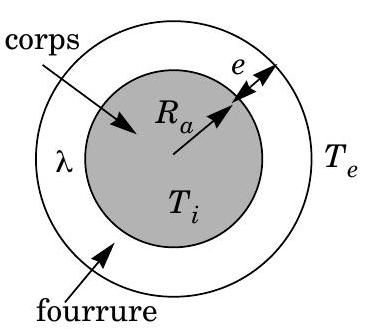 corps
e
R_a
λ
T_e
T_i
fourrure